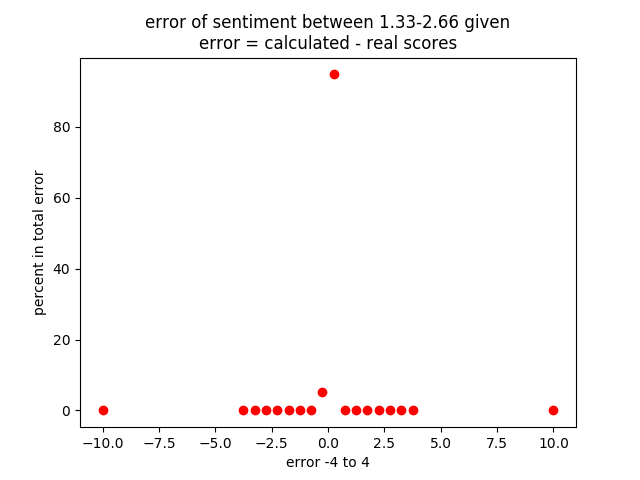 error of sentiment between 1.33-2.66 given
error = calculated - real scores
percent in total error
80
60
40
20
0
−10.0 −7.5 −5.0 −2.5 0.0 2.5 5.0 7.5 10.0
error -4 to 4